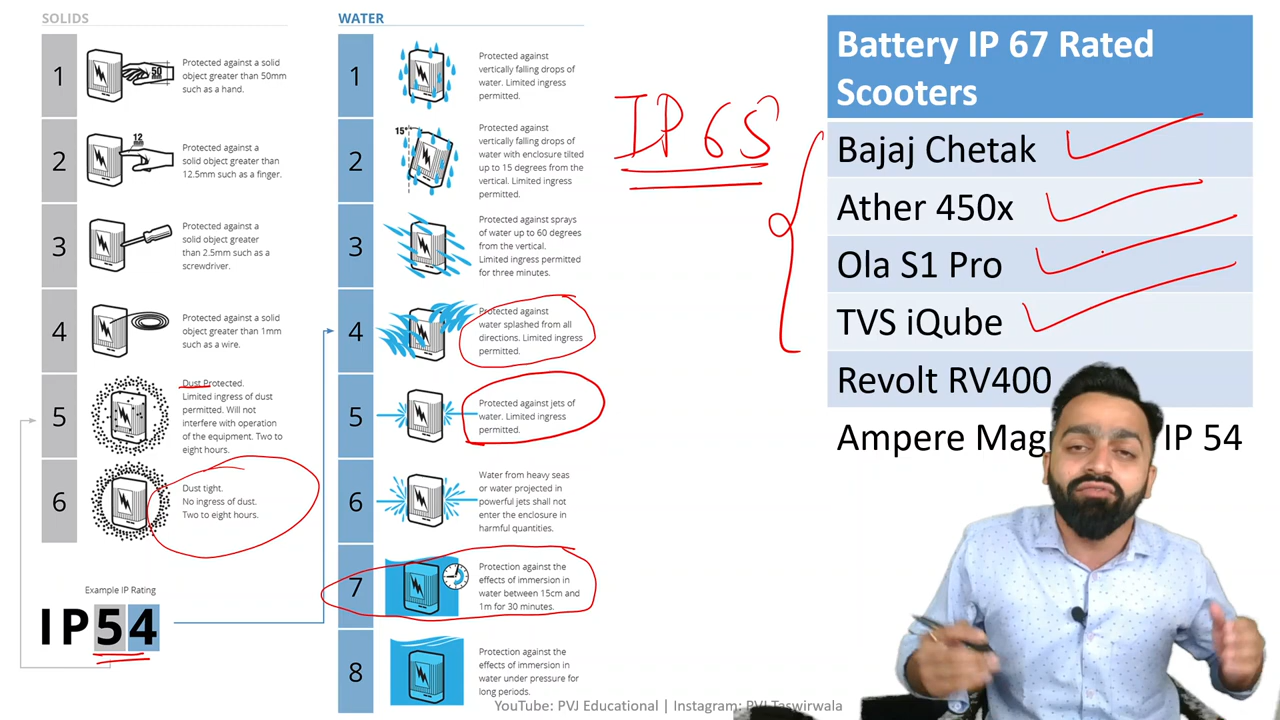 SOLIDS
1
50
Protected against a solid
object greater than 50mm
such as a hand.
2
12
mm
Protected against a
solid object greater than
12.5mm such as a finger.
3
Protected against a
solid object greater
than 2.5mm such as a
screwdriver.
4
Protected against a solid
object greater than 1mm
such as a wire.
5
Dust Protected.
Limited ingress of dust
permitted. Will not
interfere with operation
of the equipment. Two to
eight hours.
6
Dust tight.
No ingress of dust.
Two to eight hours.
Example IP Rating
IP54
WATER
1
Protected against
vertically falling drops of
water. Limited ingress
permitted.
2
15°
Protected against
vertically falling drops of
water with enclosure tilted
up to 15 degrees from the
vertical. Limited ingress
permitted.
3
Protected against sprays
of water up to 60 degrees
from the vertical.
Limited ingress permitted
for three minutes.
4
Protected against
water splashed from all
directions. Limited ingress
permitted.
5
Protected against jets of
water. Limited ingress
permitted.
6
Water from heavy seas
or water projected in
powerful jets shall not
enter the enclosure in
harmful quantities.
7
Protection against the
effects of immersion in
water between 15cm and
1m for 30 minutes.
8
Protection against the
effects of immersion in
water under pressure for
long periods.
IP65
Battery IP 67 Rated
Scooters
Bajaj Chetak
Ather 450x
Ola S1 Pro
TVS iQube
Revolt RV400
Ampere IP 54
YouTube: PVJ Educational | Instagram: PVJ Taswirwala